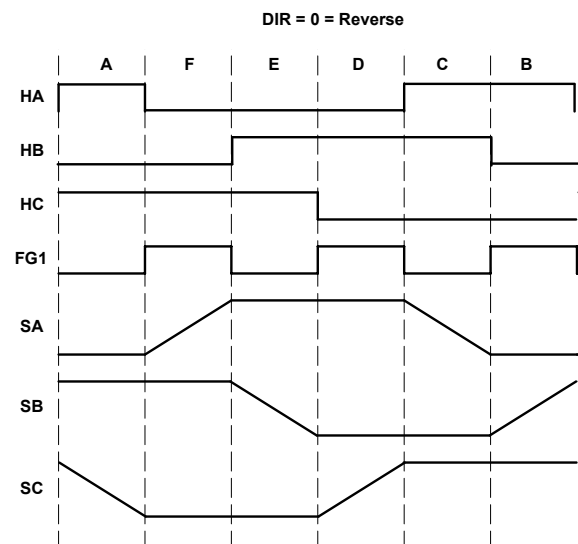 DIR = 0 = Reverse
A F E D C B
HA
HB
HC
FG1
SA
SB
SC